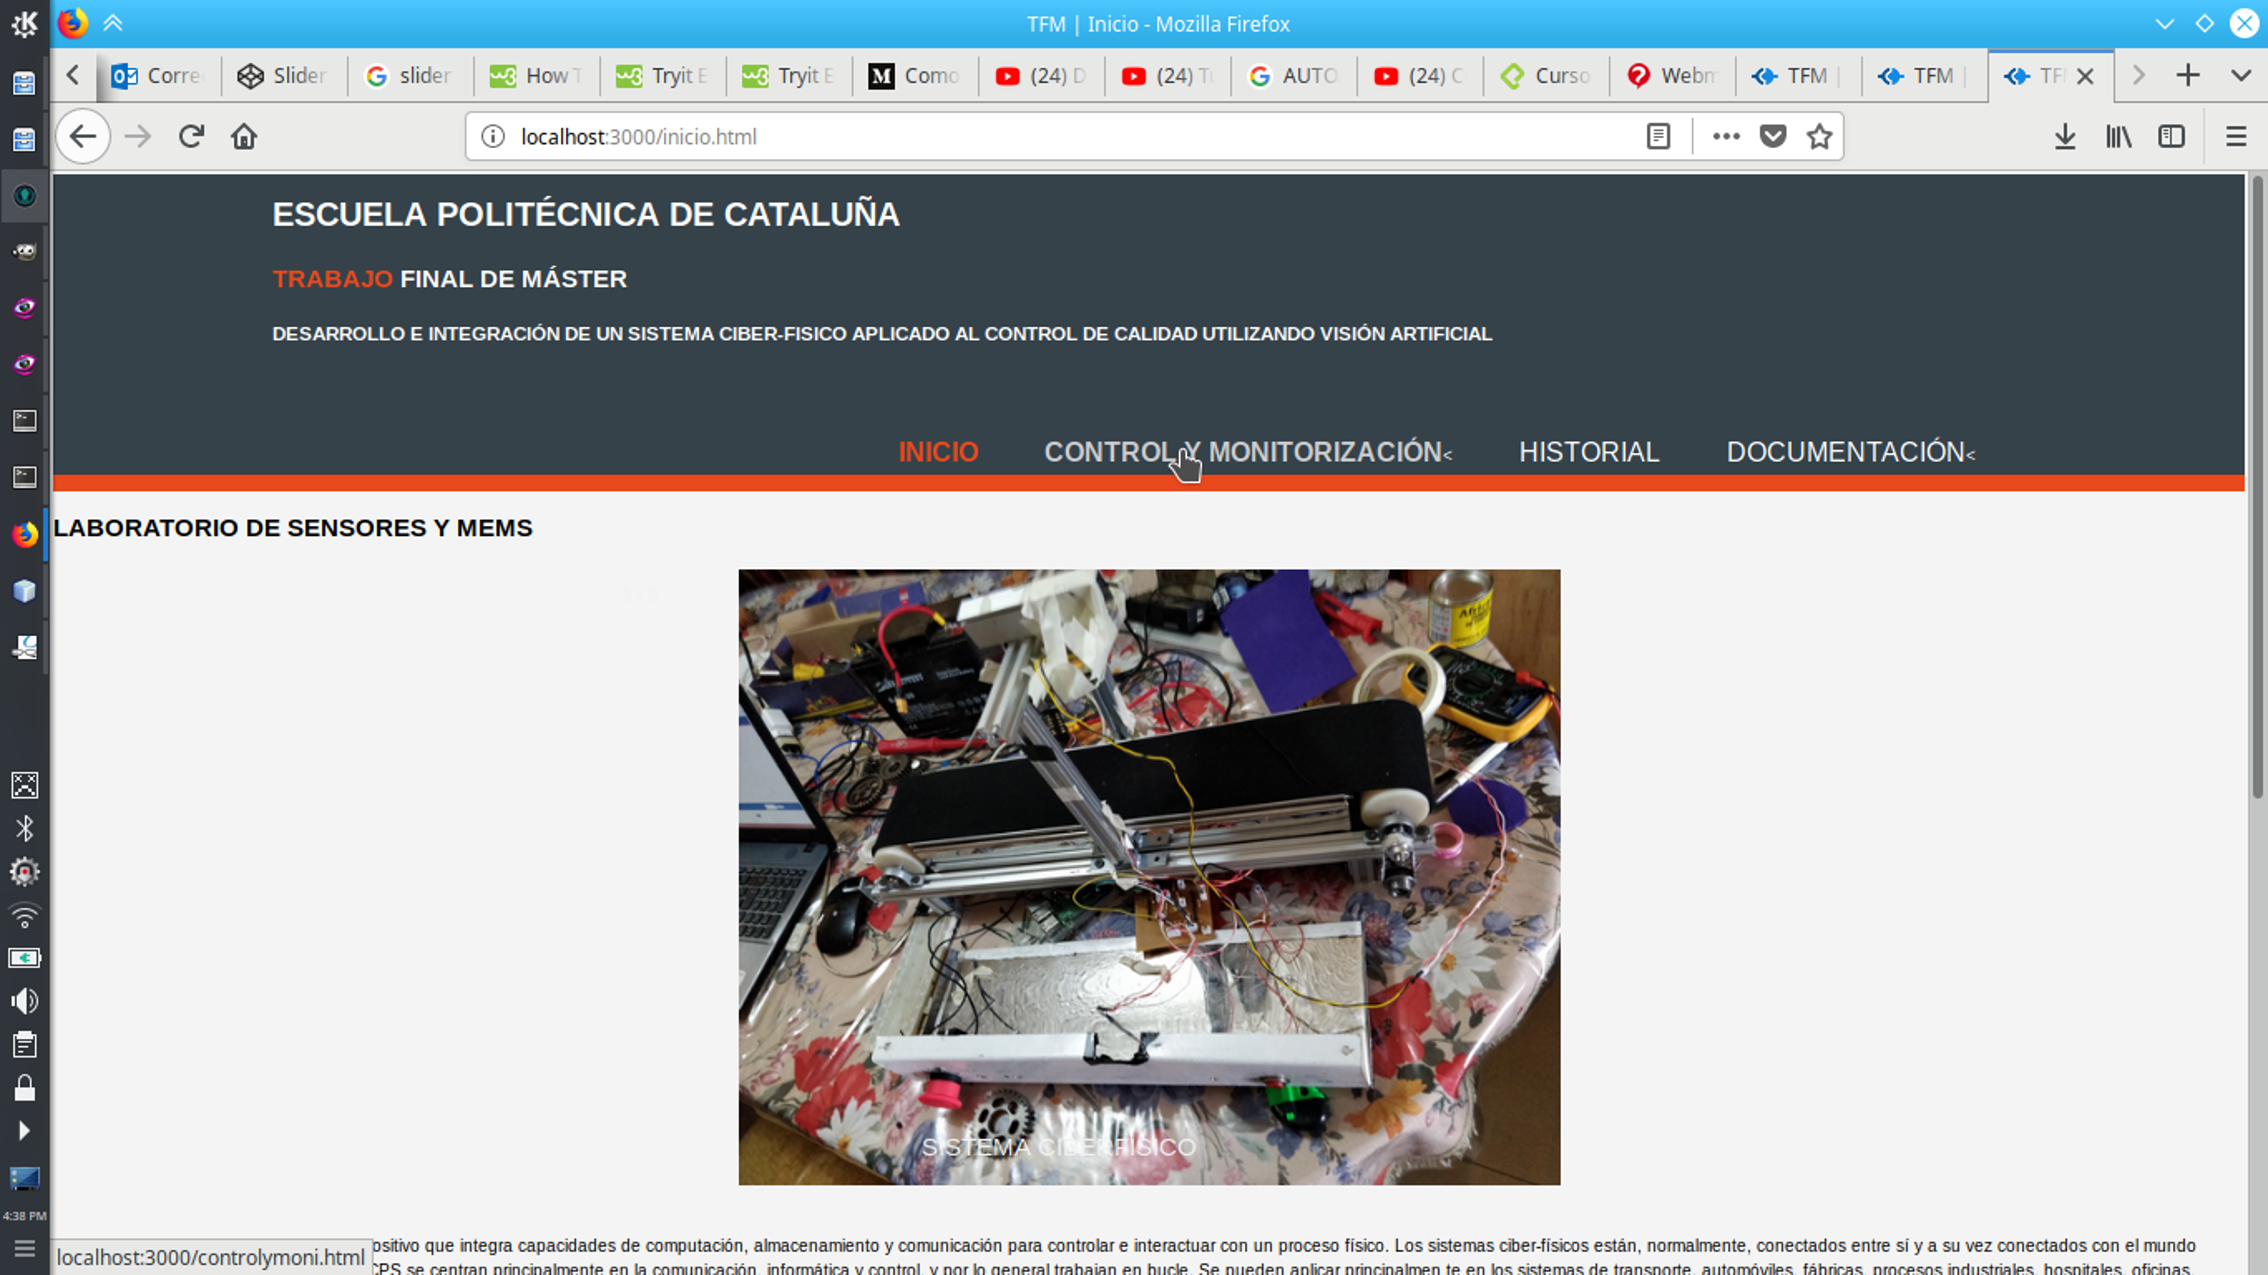 TFM | Inicio - Mozilla Firefox
Corre Slider slider How T Tryit E Tryit E Como (24) D (24) Tu AUTO (24) C Curso Webm TFM | TFM | TF
localhost:3000/inicio.html
ESCUELA POLITÉCNICA DE CATALUÑA
TRABAJO FINAL DE MÁSTER
DESARROLLO E INTEGRACIÓN DE UN SISTEMA CIBER-FISICO APLICADO AL CONTROL DE CALIDAD UTILIZANDO VISIÓN ARTIFICIAL
INICIO CONTROL Y MONITORIZACIÓN< HISTORIAL DOCUMENTACIÓN<
LABORATORIO DE SENSORES Y MEMS
SISTEMA CIBERFISICO
4:38 PM
ositivo que integra capacidades de computación, almacenamiento y comunicación para controlar e interactuar con un proceso físico. Los sistemas ciber-físicos están, normalmente, conectados entre sí y a su vez conectados con el mundo
localhost:3000/controlymoni.html
CPS se centran principalmente en la comunicación, informática y control, y por lo general trabajan en bucle. Se pueden aplicar principalmen te en los sistemas de transporte, automóviles, fábricas, procesos industriales, hospitales, oficinas,